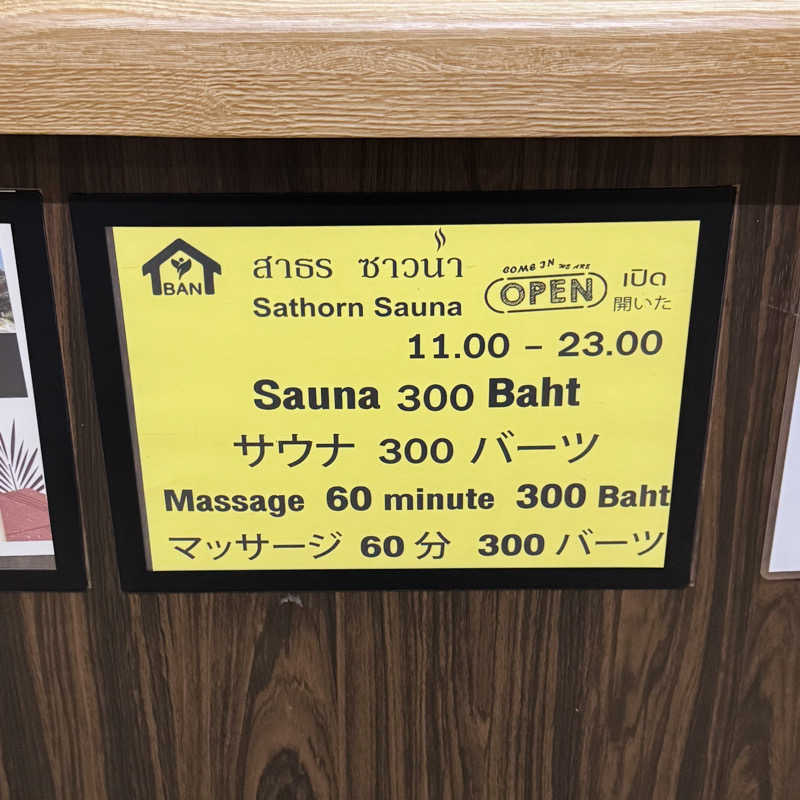 BAN
สาธร ซาวน่า
Sathorn Sauna
COME IN WE ARE
OPEN
เปิด
開いた
11.00 – 23.00
Sauna 300 Baht
サウナ 300 バーツ
Massage 60 minute 300 Baht
マッサージ 60 分 300 バーツ